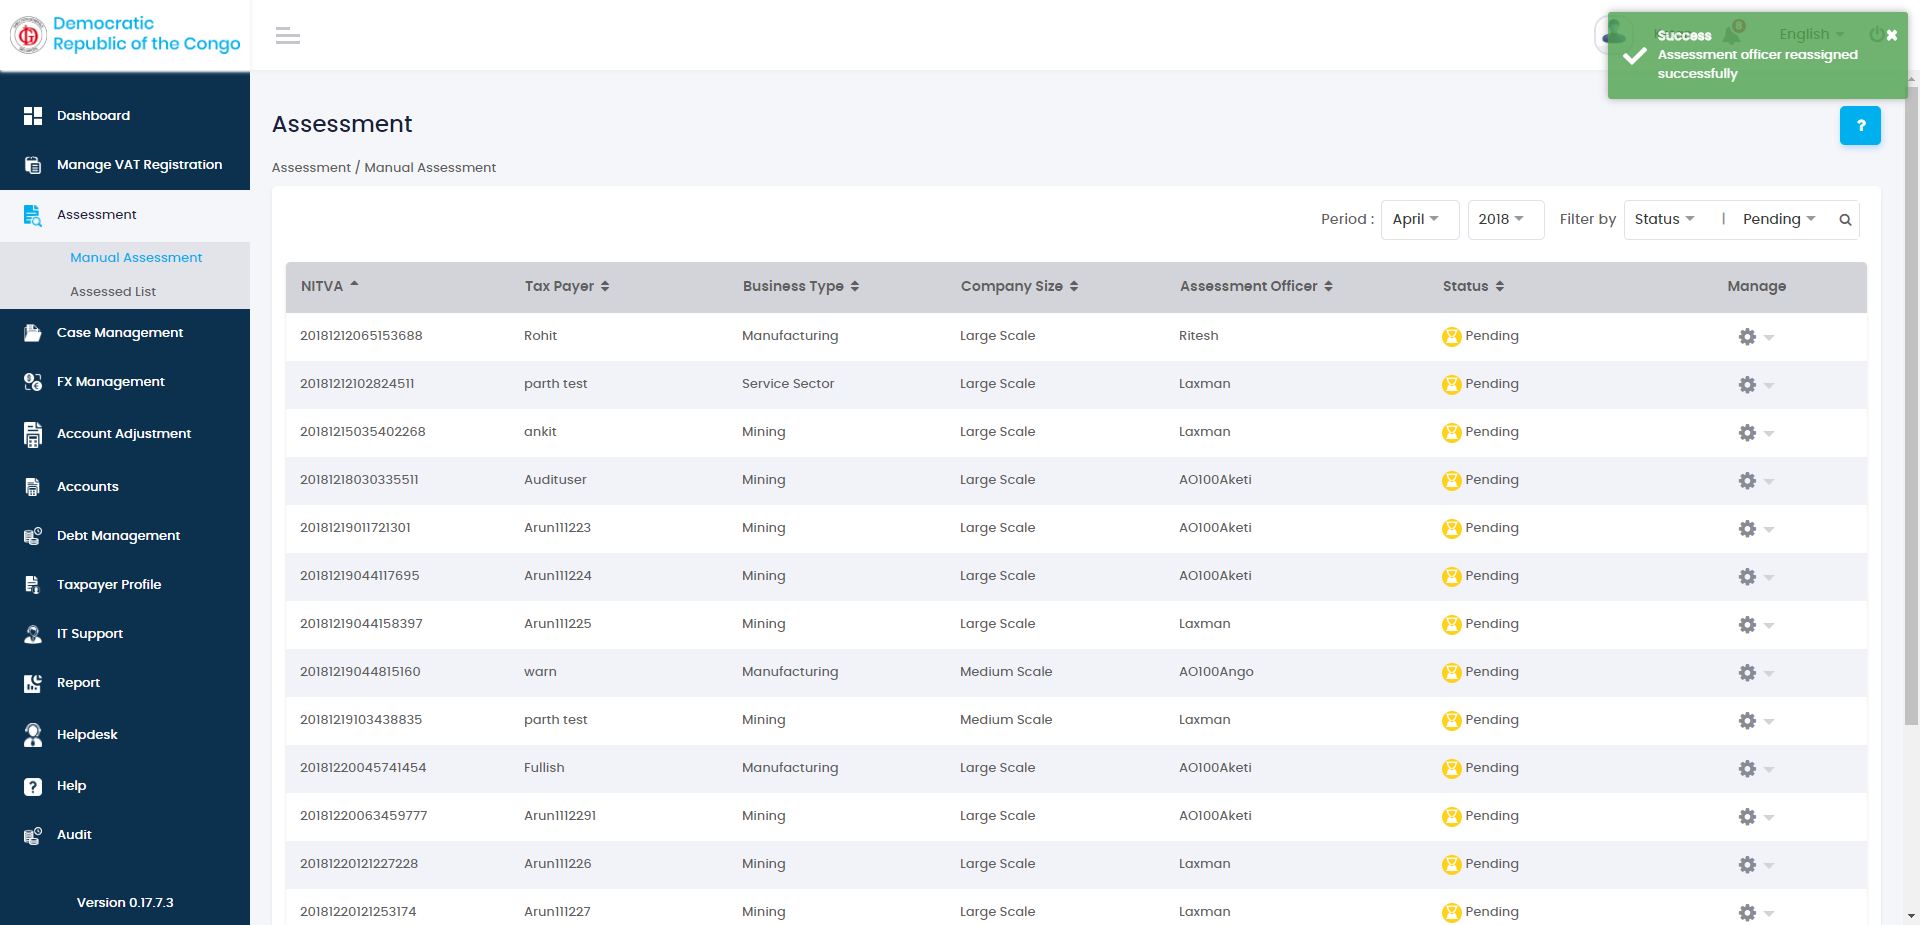 Democratic
Republic of the Congo
8
English
Success
Assessment officer reassigned
successfully
Dashboard
Manage VAT Registration
Assessment
Manual Assessment
Assessed List
Case Management
FX Management
Account Adjustment
Accounts
Debt Management
Taxpayer Profile
IT Support
Report
Helpdesk
Help
Audit
Version 0.17.7.3
Assessment
?
Assessment / Manual Assessment
Period : April 2018 Filter by Status | Pending
NITVA Tax Payer Business Type Company Size Assessment Officer Status Manage
20181212065153688 Rohit Manufacturing Large Scale Ritesh Pending
20181212102824511 parth test Service Sector Large Scale Laxman Pending
20181215035402268 ankit Mining Large Scale Laxman Pending
20181218030335511 Audituser Mining Large Scale AO100Aketi Pending
20181219011721301 Arun111223 Mining Large Scale AO100Aketi Pending
20181219044117695 Arun111224 Mining Large Scale AO100Aketi Pending
20181219044158397 Arun111225 Mining Large Scale Laxman Pending
20181219044815160 warn Manufacturing Medium Scale AO100Ango Pending
20181219103438835 parth test Mining Medium Scale Laxman Pending
20181220045741454 Fullish Manufacturing Large Scale AO100Aketi Pending
20181220063459777 Arun1112291 Mining Large Scale AO100Aketi Pending
20181220121227228 Arun111226 Mining Large Scale Laxman Pending
20181220121253174 Arun111227 Mining Large Scale Laxman Pending